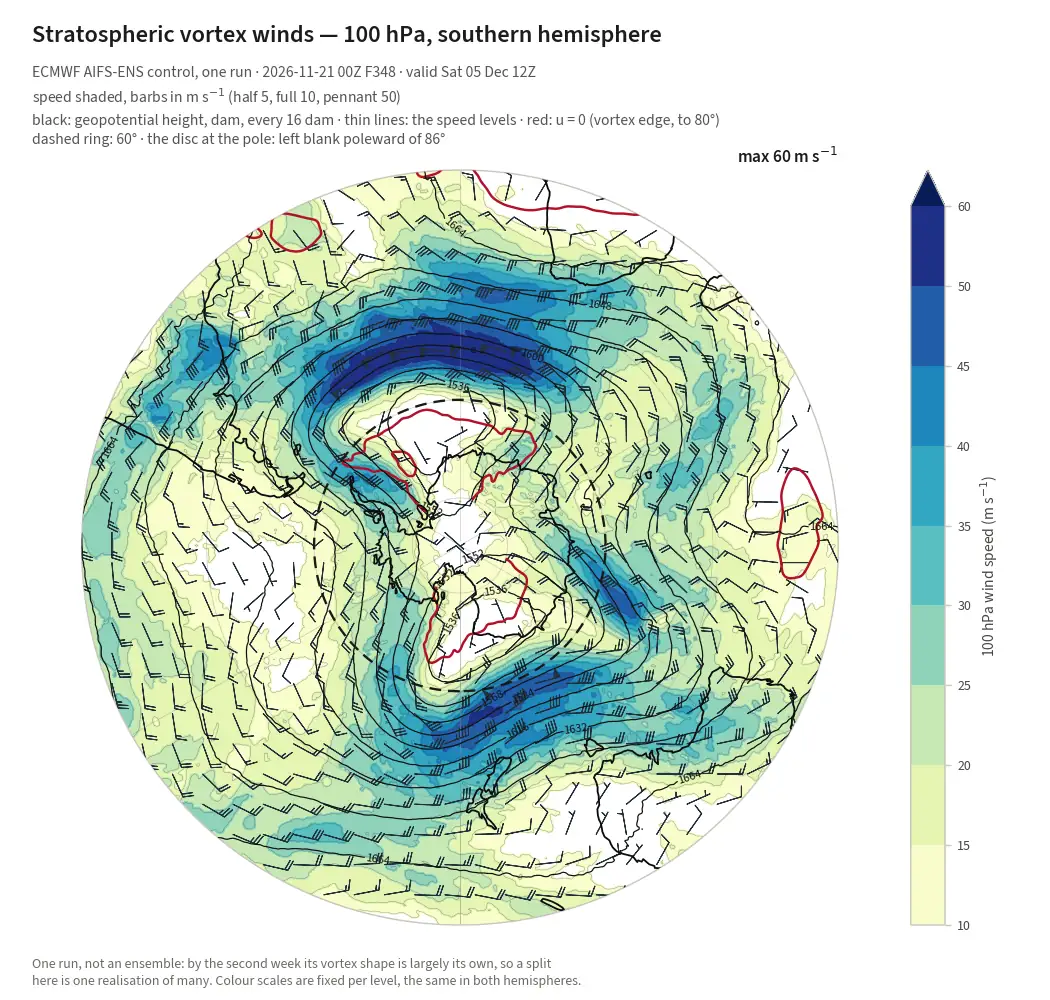 Stratospheric vortex winds — 100 hPa, southern hemisphere
ECMWF AIFS-ENS control, one run · 2026-11-21 00Z F348 · valid Sat 05 Dec 12Z
speed shaded, barbs in m s⁻¹ (half 5, full 10, pennant 50)
black: geopotential height, dam, every 16 dam · thin lines: the speed levels · red: u = 0 (vortex edge, to 80°)
dashed ring: 60° · the disc at the pole: left blank poleward of 86°
max 60 m s⁻¹
60
50
45
40
35
30
25
20
15
10
100 hPa wind speed (m s⁻¹)
1664
1648
1600
1536
1664
1664
1552
1536
1536
1568
1584
1616
1632
1664
1664
One run, not an ensemble: by the second week its vortex shape is largely its own, so a split
here is one realisation of many. Colour scales are fixed per level, the same in both hemispheres.